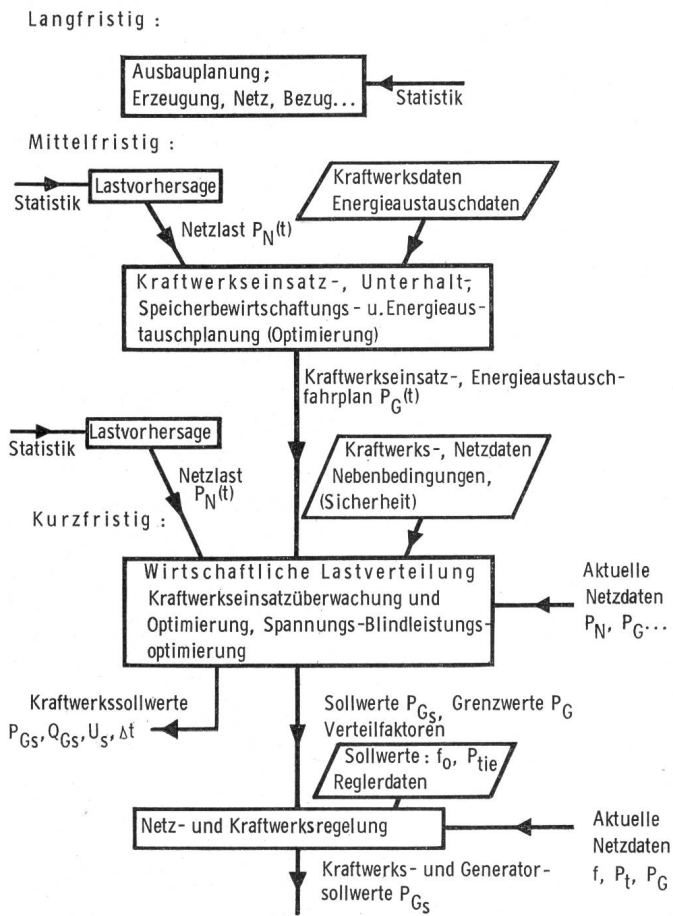 Langfristig :
Ausbauplanung ;
Erzeugung, Netz, Bezug...
Statistik
Mittelfristig :
Lastvorhersage
Statistik
Netzlast P_N(t)
Kraftwerksdaten
Energieaustauschdaten
Kraftwerkseinsatz-, Unterhalt-,
Speicherbewirtschaftungs- u. Energieaus-
tauschplanung (Optimierung)
Kraftwerkseinsatz-, Energieaustausch-
fahrplan P_G(t)
Lastvorhersage
Statistik
Netzlast
P_N(t)
Kraftwerks-, Netzdaten
Nebenbedingungen,
(Sicherheit)
Kurzfristig :
Wirtschaftliche Lastverteilung
Kraftwerkseinsatzüberwachung und
Optimierung, Spannungs-Blindleistungs-
optimierung
Aktuelle
Netzdaten
P_N, P_G...
Kraftwerkssollwerte
P_Gs, Q_Gs, U_s, Δt
Sollwerte P_Gs, Grenzwerte P_G
Verteilfaktoren
Sollwerte : f_o, P_tie
Reglerdaten
Netz- und Kraftwerksregelung
Aktuelle
Netzdaten
f, P_t, P_G
Kraftwerks- und Generator-
sollwerte P_Gs